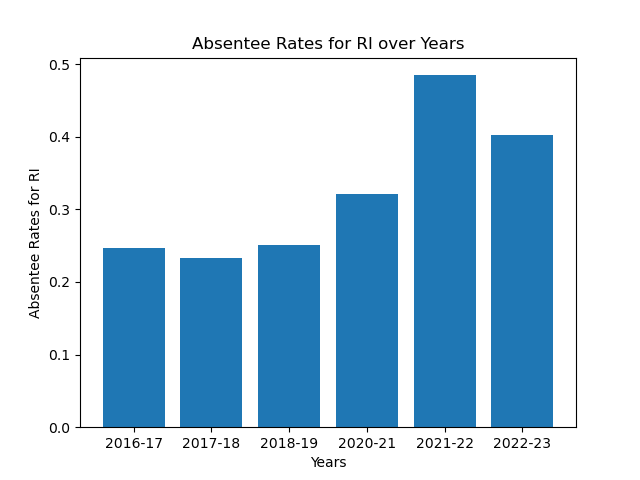 Absentee Rates for RI over Years
Absentee Rates for RI
0.5
0.4
0.3
0.2
0.1
0.0
2016-17 2017-18 2018-19 2020-21 2021-22 2022-23
Years